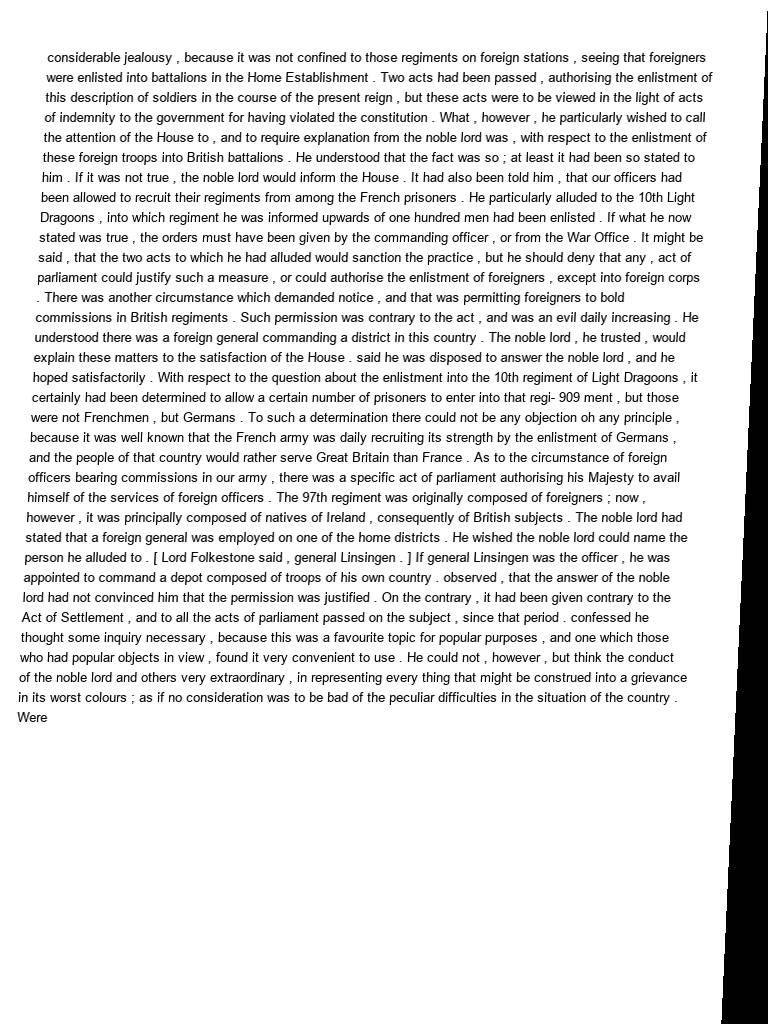 considerable jealousy , because it was not confined to those regiments on foreign stations , seeing that foreigners
were enlisted into battalions in the Home Establishment . Two acts had been passed , authorising the enlistment of
this description of soldiers in the course of the present reign , but these acts were to be viewed in the light of acts
of indemnity to the government for having violated the constitution . What , however , he particularly wished to call
the attention of the House to , and to require explanation from the noble lord was , with respect to the enlistment of
these foreign troops into British battalions . He understood that the fact was so ; at least it had been so stated to
him . If it was not true , the noble lord would inform the House . It had also been told him , that our officers had
been allowed to recruit their regiments from among the French prisoners . He particularly alluded to the 10th Light
Dragoons , into which regiment he was informed upwards of one hundred men had been enlisted . If what he now
stated was true , the orders must have been given by the commanding officer , or from the War Office . It might be
said , that the two acts to which he had alluded would sanction the practice , but he should deny that any , act of
parliament could justify such a measure , or could authorise the enlistment of foreigners , except into foreign corps
. There was another circumstance which demanded notice , and that was permitting foreigners to bold
commissions in British regiments . Such permission was contrary to the act , and was an evil daily increasing . He
understood there was a foreign general commanding a district in this country . The noble lord , he trusted , would
explain these matters to the satisfaction of the House . said he was disposed to answer the noble lord , and he
hoped satisfactorily . With respect to the question about the enlistment into the 10th regiment of Light Dragoons , it
certainly had been determined to allow a certain number of prisoners to enter into that regi- 909 ment , but those
were not Frenchmen , but Germans . To such a determination there could not be any objection oh any principle ,
because it was well known that the French army was daily recruiting its strength by the enlistment of Germans ,
and the people of that country would rather serve Great Britain than France . As to the circumstance of foreign
officers bearing commissions in our army , there was a specific act of parliament authorising his Majesty to avail
himself of the services of foreign officers . The 97th regiment was originally composed of foreigners ; now ,
however , it was principally composed of natives of Ireland , consequently of British subjects . The noble lord had
stated that a foreign general was employed on one of the home districts . He wished the noble lord could name the
person he alluded to . [ Lord Folkestone said , general Linsingen . ] If general Linsingen was the officer , he was
appointed to command a depot composed of troops of his own country . observed , that the answer of the noble
lord had not convinced him that the permission was justified . On the contrary , it had been given contrary to the
Act of Settlement , and to all the acts of parliament passed on the subject , since that period . confessed he
thought some inquiry necessary , because this was a favourite topic for popular purposes , and one which those
who had popular objects in view , found it very convenient to use . He could not , however , but think the conduct
of the noble lord and others very extraordinary , in representing every thing that might be construed into a grievance
in its worst colours ; as if no consideration was to be bad of the peculiar difficulties in the situation of the country .
Were